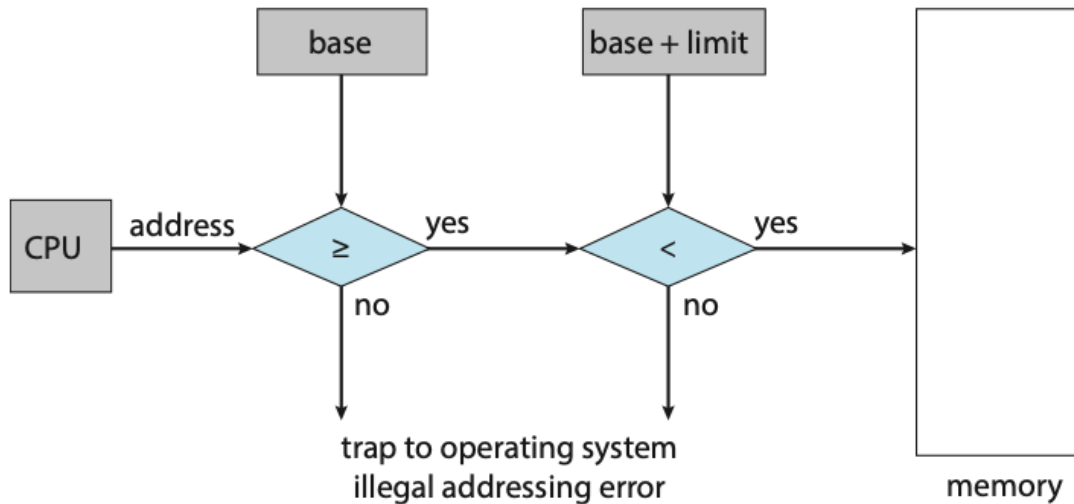 base
base + limit
CPU
address
≥
yes
<
yes
no
no
trap to operating system
illegal addressing error
memory